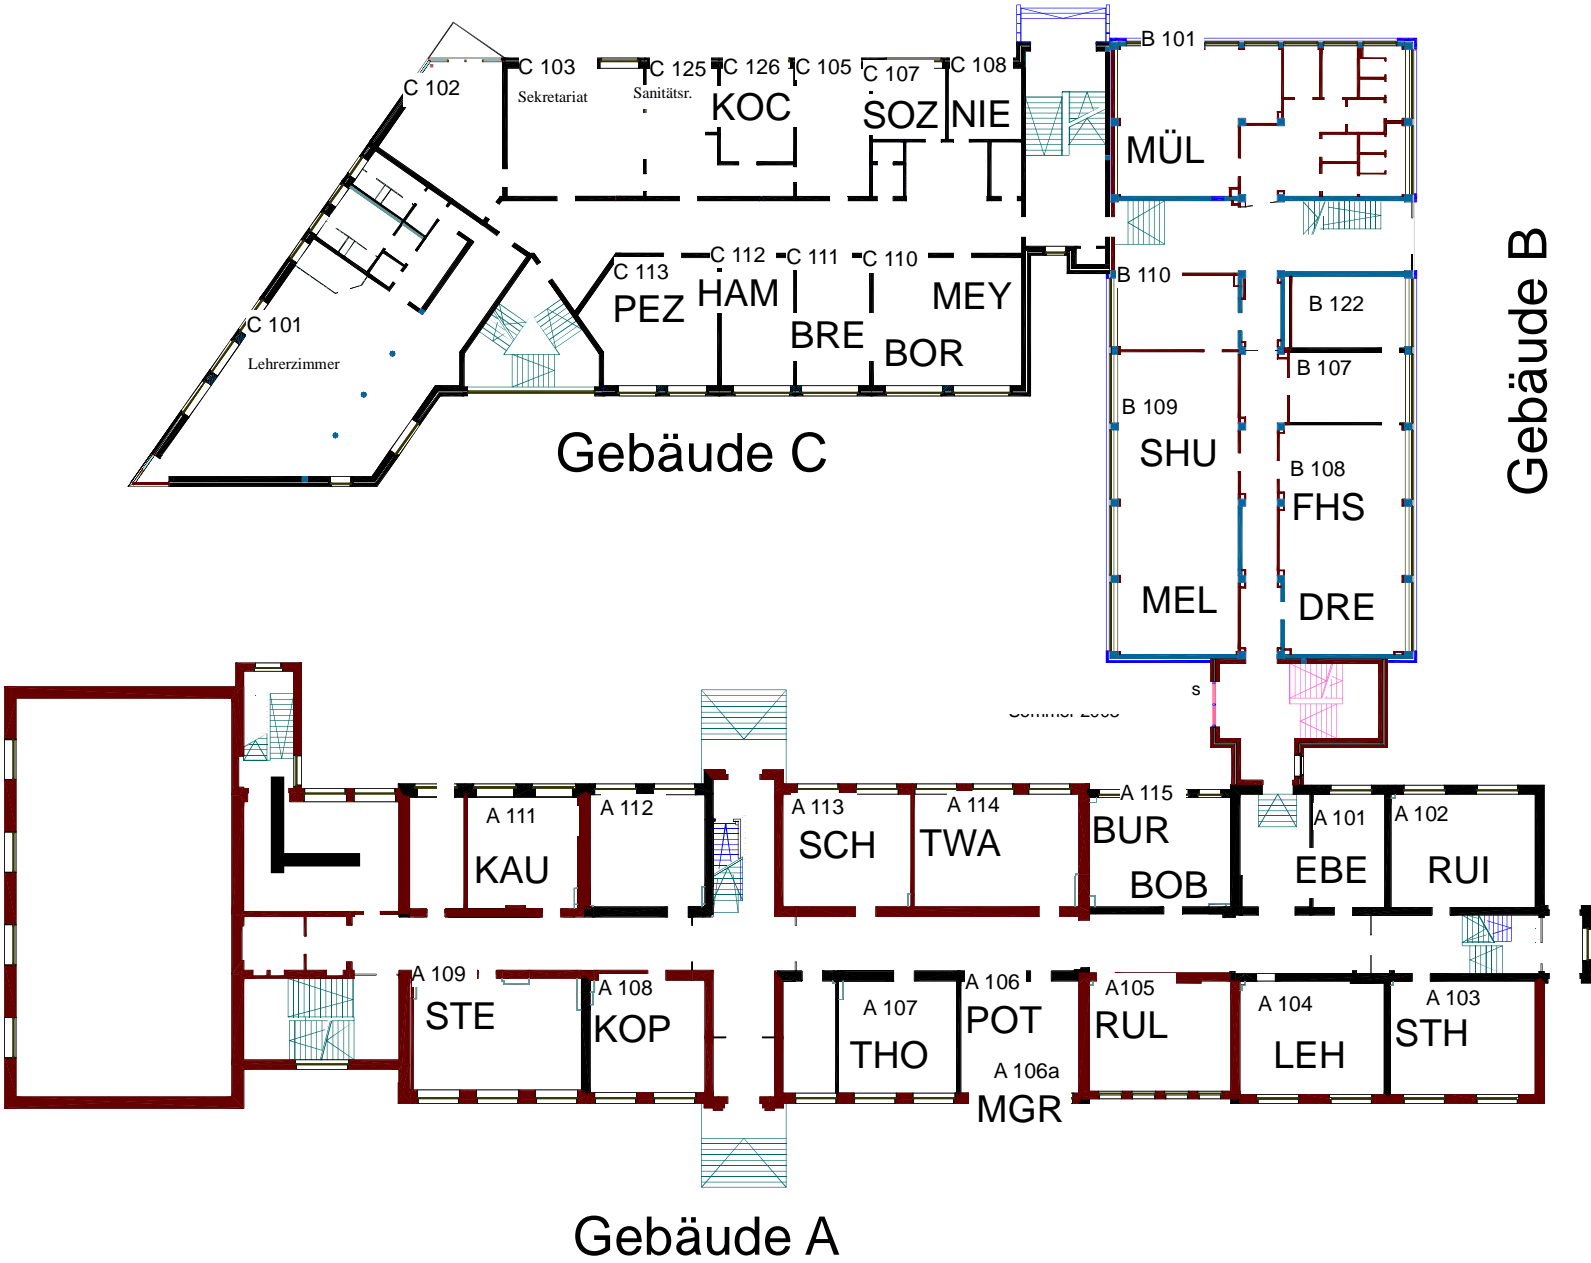 B 101
C 103
C 125
C 126
C 105
C 107
C 108
C 102
Sekretariat
Sanitätsr.
KOC
SOZ
NIE
MÜL
C 113
C 112
C 111
C 110
B 110
PEZ
HAM
BRE
BOR
MEY
B 122
C 101
Lehrerzimmer
B 107
B 109
SHU
B 108
FHS
Gebäude C
Gebäude B
MEL
DRE
s
A 111
KAU
A 112
A 113
SCH
A 114
TWA
A 115
BUR
BOB
A 101
EBE
A 102
RUI
A 109
STE
A 108
KOP
A 107
THO
A 106
POT
A 106a
MGR
A105
RUL
A 104
LEH
A 103
STH
Gebäude A